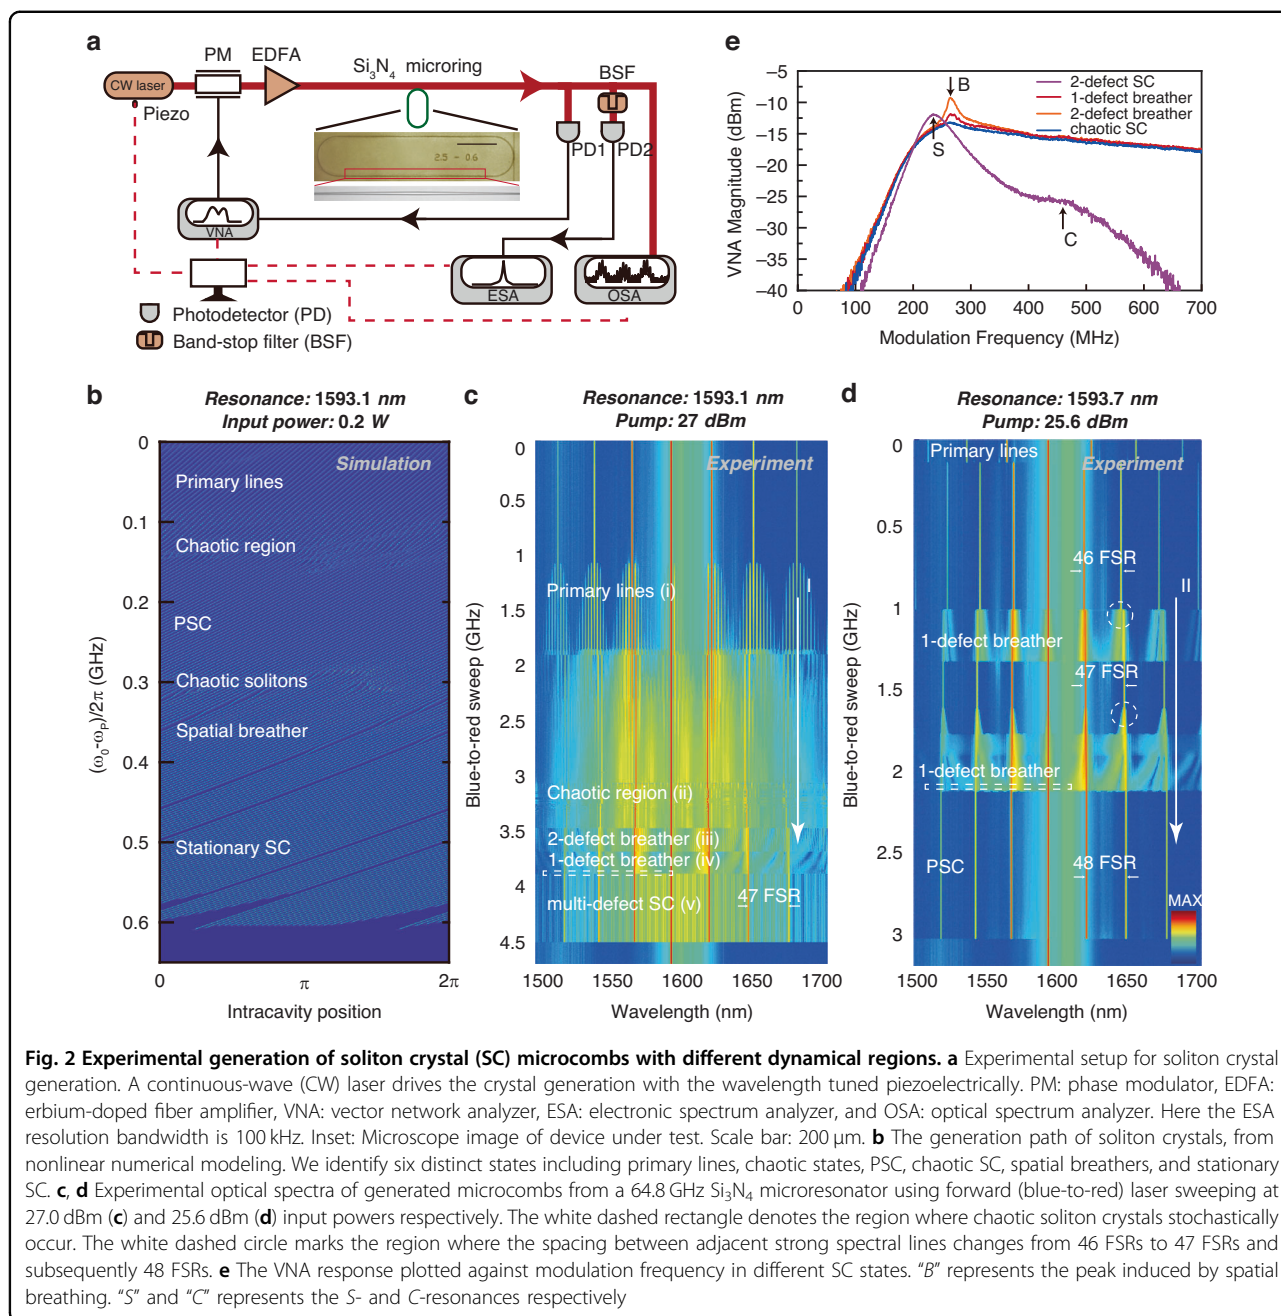 a
PM
EDFA
Si3N4 microring
BSF
CW laser
Piezo
PD1
PD2
2.5 - 0.6
VNA
ESA
OSA
Photodetector (PD)
Band-stop filter (BSF)
e
−5
−10
−15
−20
−25
−30
−35
−40
VNA Magnitude (dBm)
2-defect SC
1-defect breather
2-defect breather
chaotic SC
B
S
C
0
100
200
300
400
500
600
700
Modulation Frequency (MHz)
b
Resonance: 1593.1 nm
Input power: 0.2 W
Simulation
0
0.1
0.2
0.3
0.4
0.5
0.6
(ω0-ωP)/2π (GHz)
Primary lines
Chaotic region
PSC
Chaotic solitons
Spatial breather
Stationary SC
0
π
2π
Intracavity position
c
Resonance: 1593.1 nm
Pump: 27 dBm
Experiment
0
0.5
1
1.5
2
2.5
3
3.5
4
4.5
Blue-to-red sweep (GHz)
Primary lines (i)
I
Chaotic region (ii)
2-defect breather (iii)
1-defect breather (iv)
47 FSR
multi-defect SC (v)
1500
1550
1600
1650
1700
Wavelength (nm)
d
Resonance: 1593.7 nm
Pump: 25.6 dBm
Primary lines
Experiment
0
0.5
1
1.5
2
2.5
3
Blue-to-red sweep (GHz)
46 FSR
II
1-defect breather
47 FSR
1-defect breather
48 FSR
PSC
MAX
1500
1550
1600
1650
1700
Wavelength (nm)
Fig. 2 Experimental generation of soliton crystal (SC) microcombs with different dynamical regions. a Experimental setup for soliton crystal
generation. A continuous-wave (CW) laser drives the crystal generation with the wavelength tuned piezoelectrically. PM: phase modulator, EDFA:
erbium-doped fiber amplifier, VNA: vector network analyzer, ESA: electronic spectrum analyzer, and OSA: optical spectrum analyzer. Here the ESA
resolution bandwidth is 100 kHz. Inset: Microscope image of device under test. Scale bar: 200 μm. b The generation path of soliton crystals, from
nonlinear numerical modeling. We identify six distinct states including primary lines, chaotic states, PSC, chaotic SC, spatial breathers, and stationary
SC. c, d Experimental optical spectra of generated microcombs from a 64.8 GHz Si3N4 microresonator using forward (blue-to-red) laser sweeping at
27.0 dBm (c) and 25.6 dBm (d) input powers respectively. The white dashed rectangle denotes the region where chaotic soliton crystals stochastically
occur. The white dashed circle marks the region where the spacing between adjacent strong spectral lines changes from 46 FSRs to 47 FSRs and
subsequently 48 FSRs. e The VNA response plotted against modulation frequency in different SC states. “B” represents the peak induced by spatial
breathing. “S” and “C” represents the S- and C-resonances respectively